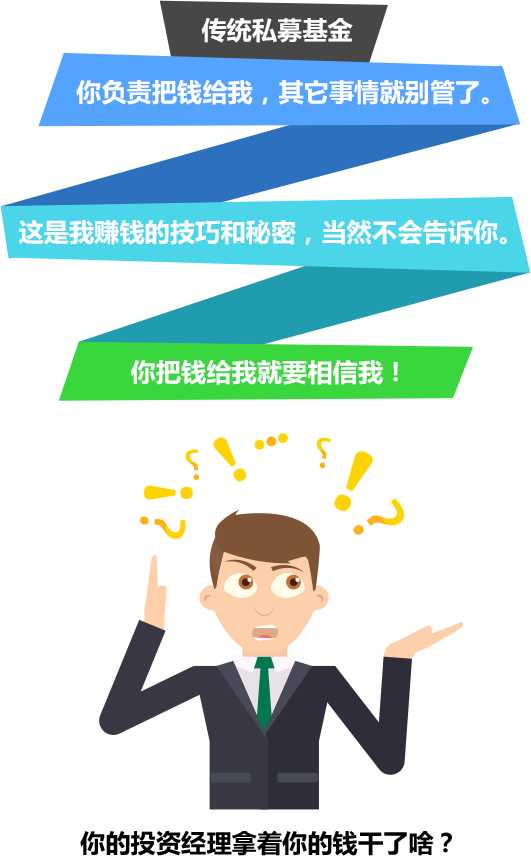 传统私募基金
你负责把钱给我，其它事情就别管了。
这是我赚钱的技巧和秘密，当然不会告诉你。
你把钱给我就要相信我！
你的投资经理拿着你的钱干了啥？